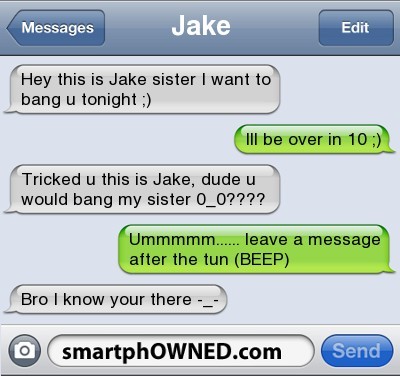 Messages
Jake
Edit
Hey this is Jake sister I want to
bang u tonight ;)
Ill be over in 10 ;)
Tricked u this is Jake, dude u
would bang my sister 0_0????
Ummmmm...... leave a message
after the tun (BEEP)
Bro I know your there -_-
smartphOWNED.com
Send